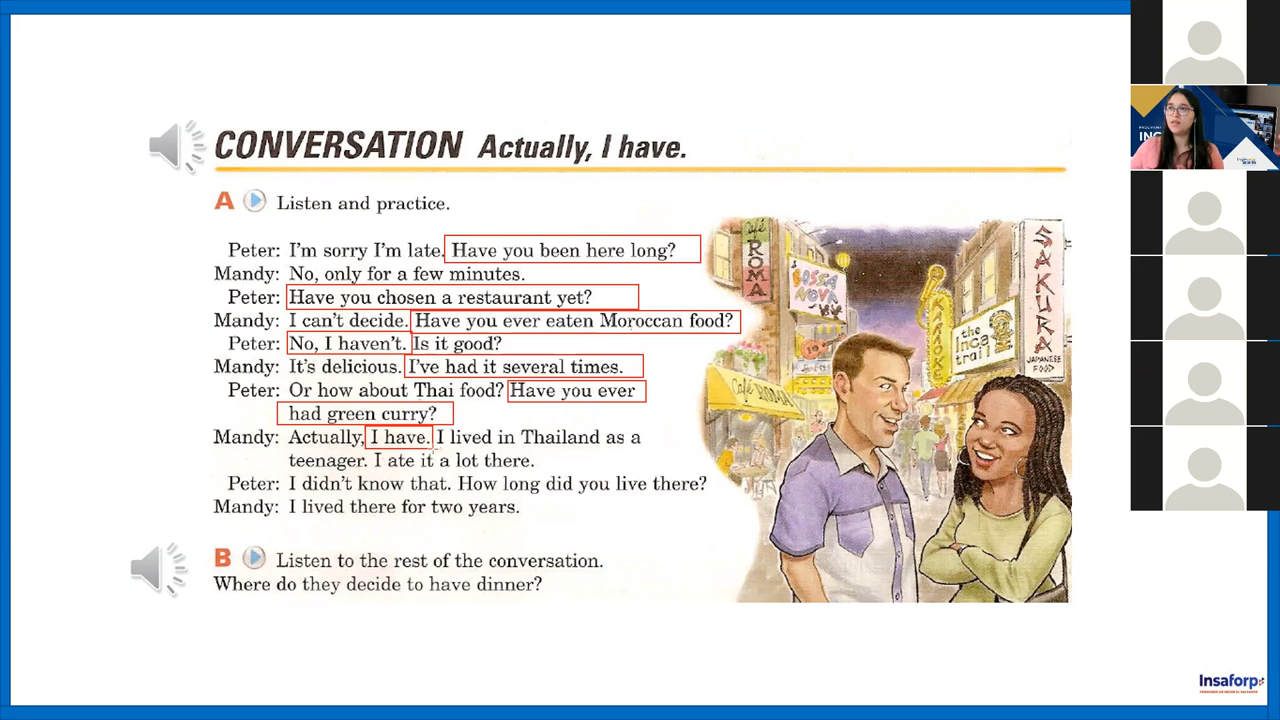 CONVERSATION Actually, I have.
A Listen and practice.
Peter: I'm sorry I'm late. Have you been here long?
Mandy: No, only for a few minutes.
Peter: Have you chosen a restaurant yet?
Mandy: I can't decide. Have you ever eaten Moroccan food?
Peter: No, I haven't. Is it good?
Mandy: It's delicious. I've had it several times.
Peter: Or how about Thai food? Have you ever
had green curry?
Mandy: Actually, I have. I lived in Thailand as a
teenager. I ate it a lot there.
Peter: I didn't know that. How long did you live there?
Mandy: I lived there for two years.
B Listen to the rest of the conversation.
Where do they decide to have dinner?
Café
ROMA
BOSSA
NOVA
KARAOKE
the
Inca
trail
SAKURA
JAPANESE
FOOD
Café
Insaforp